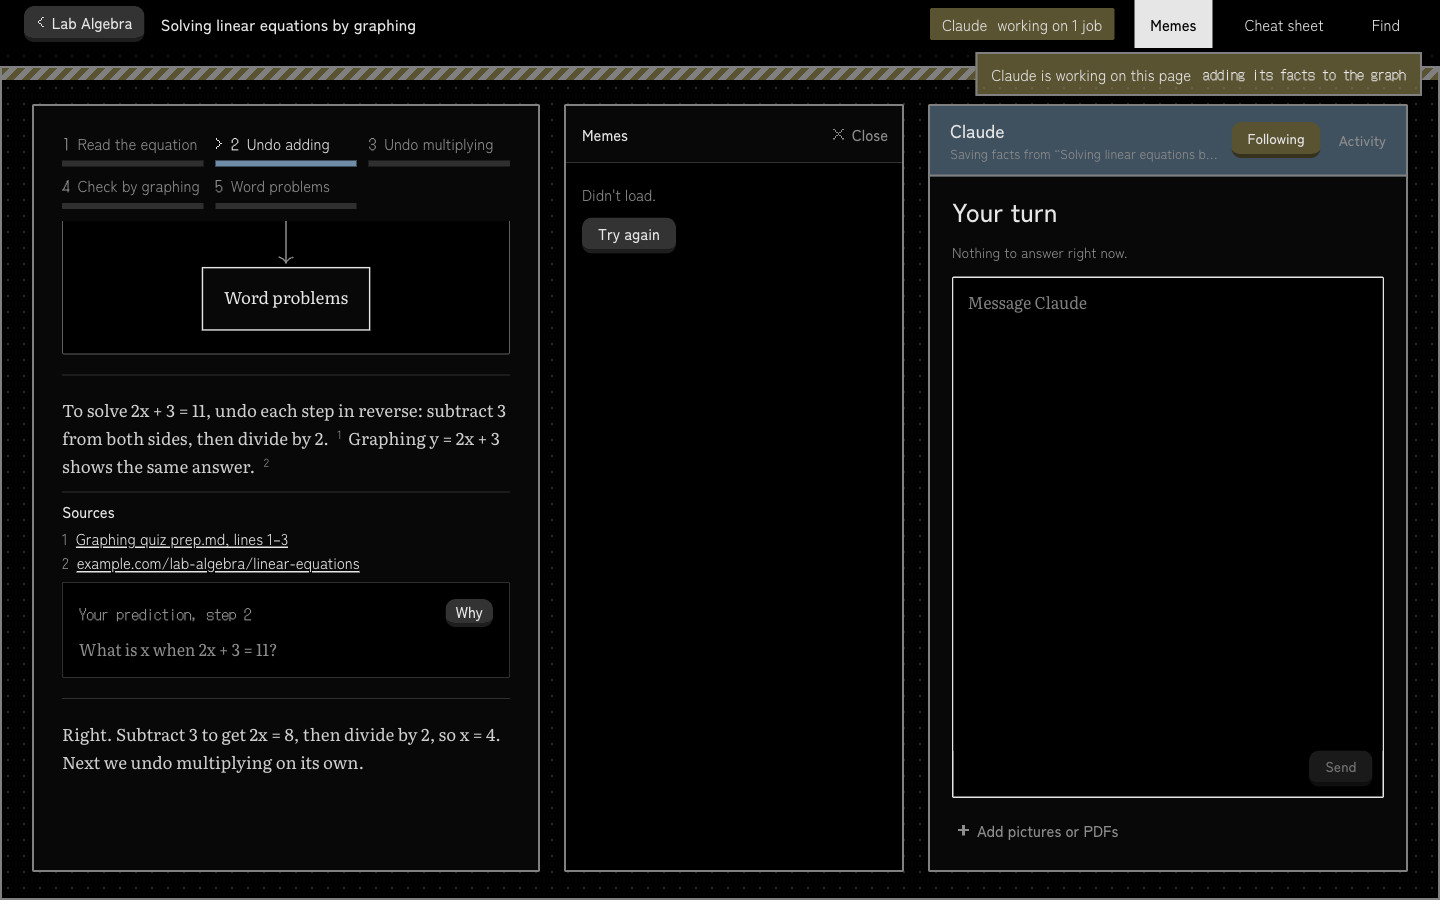 Lab Algebra
Solving linear equations by graphing
Claude working on 1 job
Memes
Cheat sheet
Find
Claude is working on this page adding its facts to the graph
1 Read the equation
2 Undo adding
3 Undo multiplying
4 Check by graphing
5 Word problems
Word problems
To solve 2x + 3 = 11, undo each step in reverse: subtract 3
from both sides, then divide by 2. 1 Graphing y = 2x + 3
shows the same answer. 2
Sources
1 Graphing quiz prep.md, lines 1–3
2 example.com/lab-algebra/linear-equations
Your prediction, step 2
Why
What is x when 2x + 3 = 11?
Right. Subtract 3 to get 2x = 8, then divide by 2, so x = 4.
Next we undo multiplying on its own.
Memes
Close
Didn't load.
Try again
Claude
Saving facts from “Solving linear equations b…
Following
Activity
Your turn
Nothing to answer right now.
Message Claude
Send
+ Add pictures or PDFs